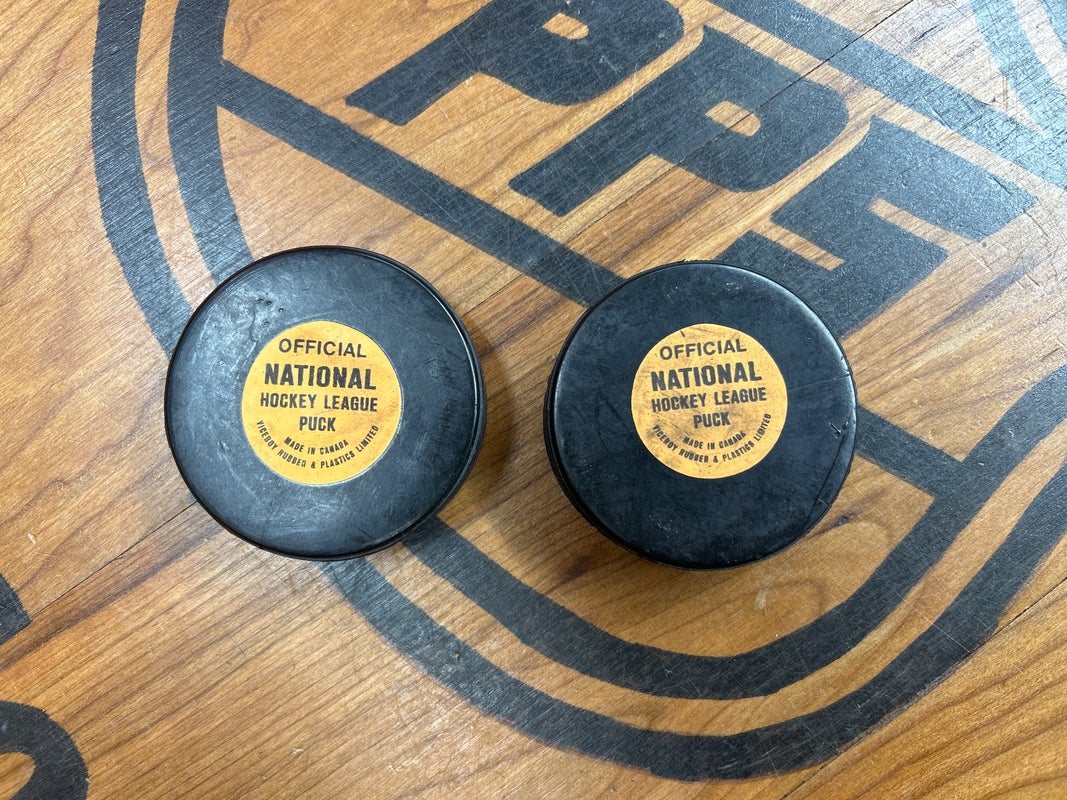 PPE
OFFICIAL
NATIONAL
HOCKEY LEAGUE
PUCK
MADE IN CANADA
VICEROY RUBBER & PLASTICS LIMITED
OFFICIAL
NATIONAL
HOCKEY LEAGUE
PUCK
MADE IN CANADA
VICEROY RUBBER & PLASTICS LIMITED